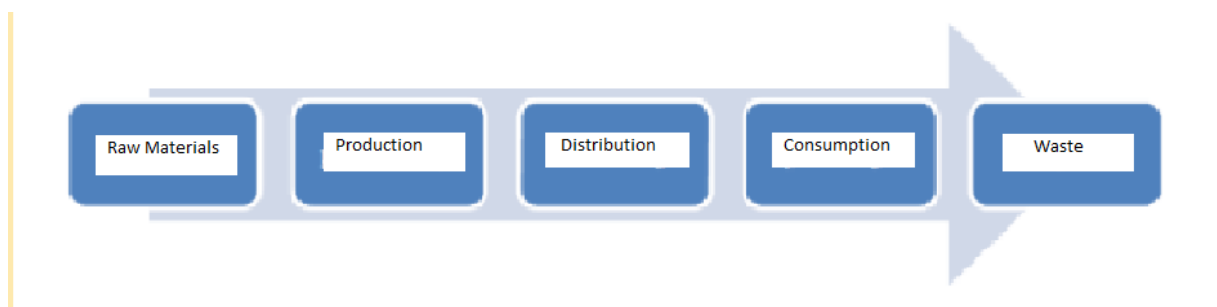 Raw Materials
Production
Distribution
Consumption
Waste